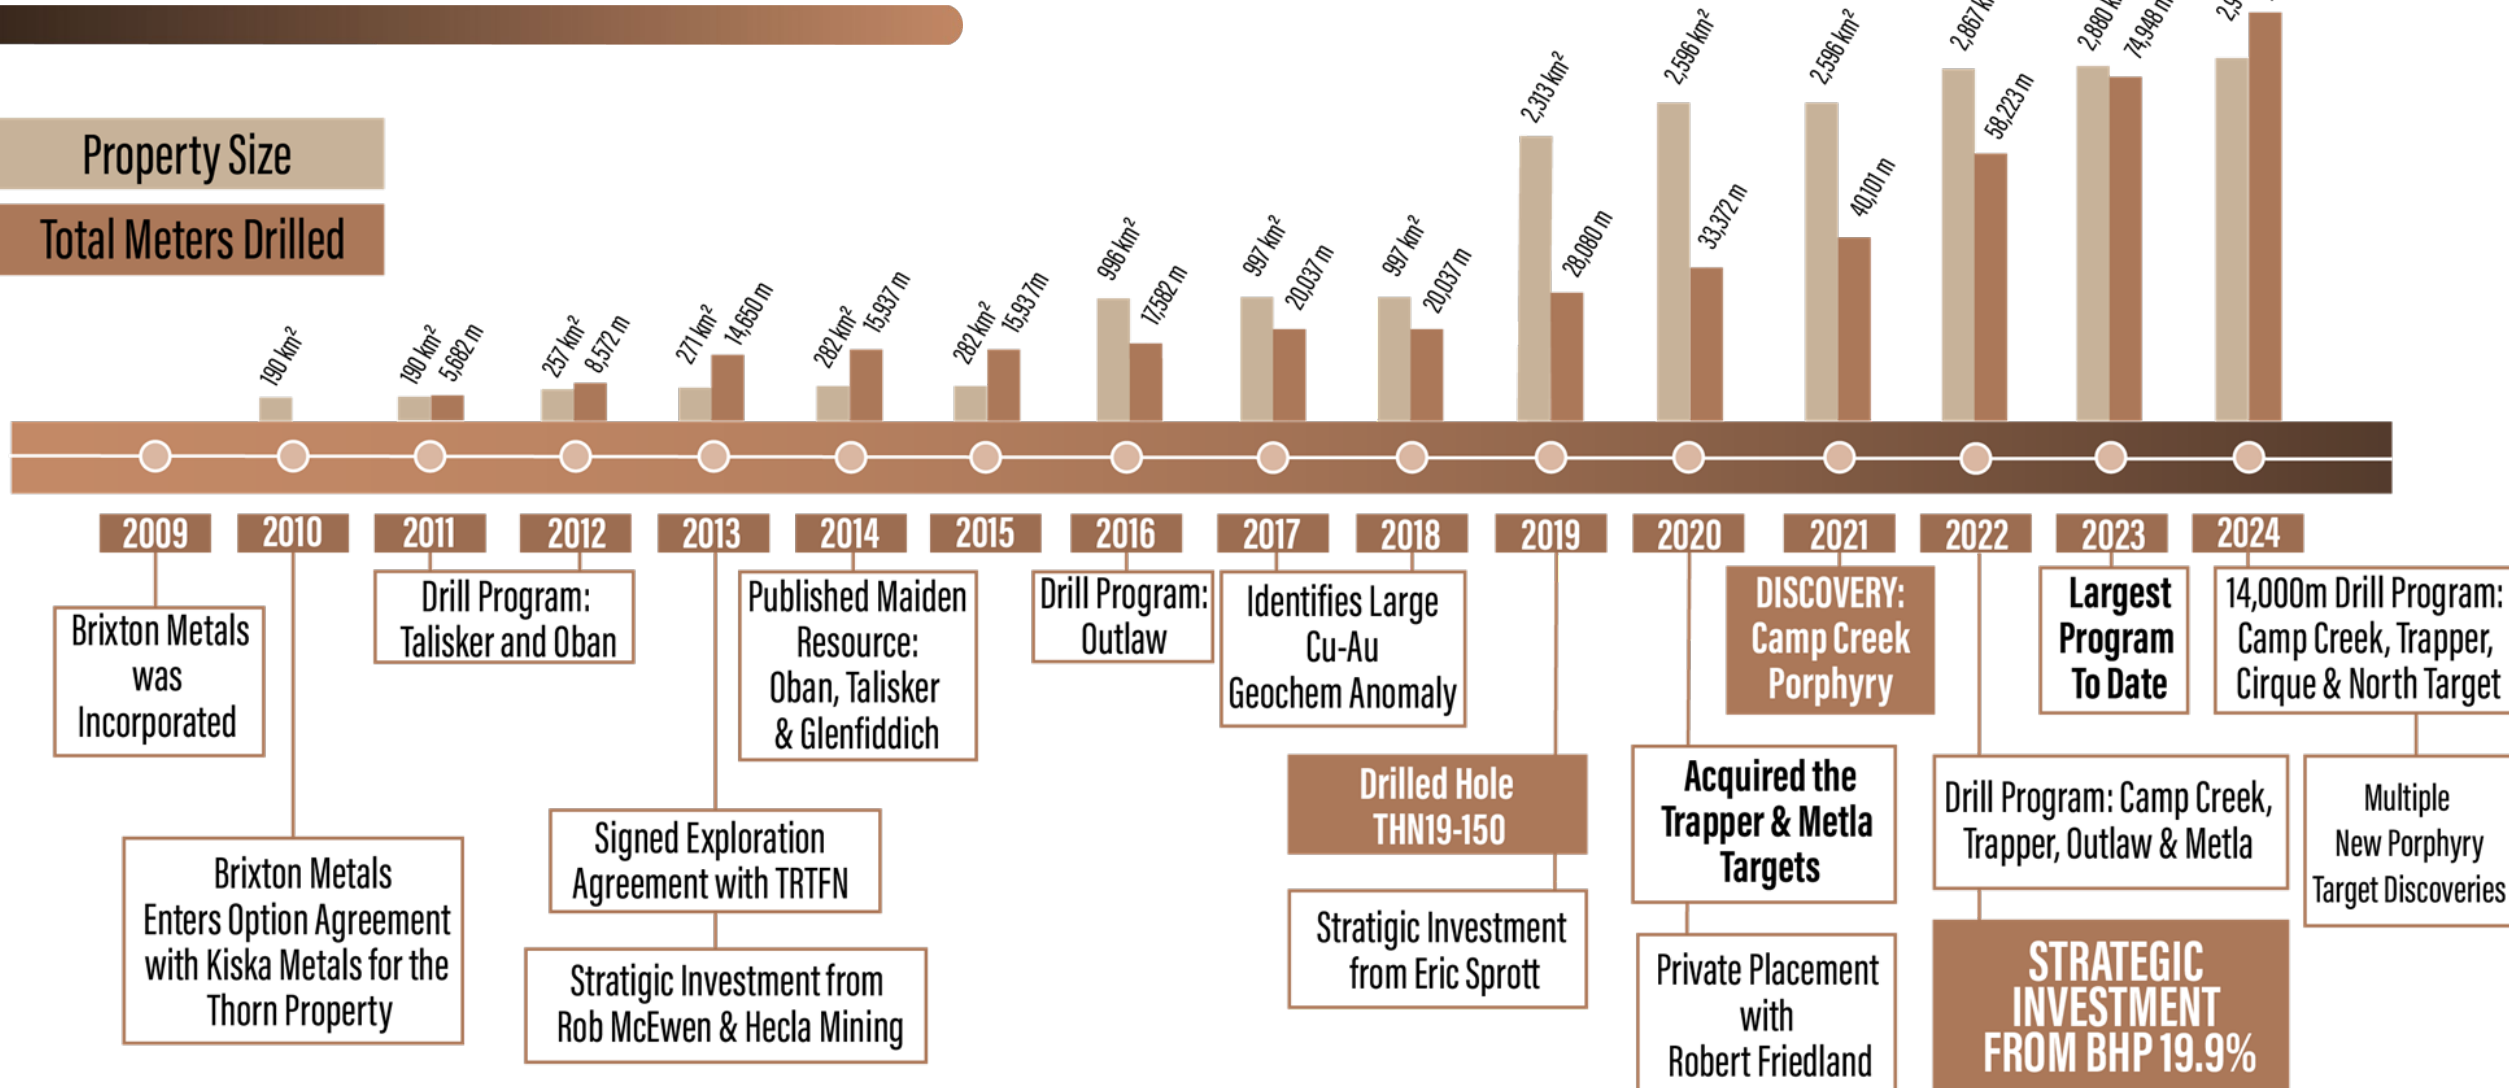 Property Size
Total Meters Drilled
190 km²
190 km²
5,682 m
257 km²
8,572 m
271 km²
14,650 m
282 km²
15,937 m
282 km²
15,937m
996 km²
17,582 m
997 km²
20,037 m
997 km²
20,037 m
2,313 km²
28,080 m
2,596 km²
33,372 m
2,596 km²
40,101 m
2,867
58,223 m
2,880
74,948 m
2009
2010
2011
2012
2013
2014
2015
2016
2017
2018
2019
2020
2021
2022
2023
2024
Brixton Metals
was
Incorporated
Brixton Metals
Enters Option Agreement
with Kiska Metals for the
Thorn Property
Drill Program:
Talisker and Oban
Signed Exploration
Agreement with TRTFN
Stratigic Investment from
Rob McEwen & Hecla Mining
Published Maiden
Resource:
Oban, Talisker
& Glenfiddich
Drill Program:
Outlaw
Identifies Large
Cu-Au
Geochem Anomaly
Drilled Hole
THN19-150
Stratigic Investment
from Eric Sprott
Acquired the
Trapper & Metla
Targets
Private Placement
with
Robert Friedland
DISCOVERY:
Camp Creek
Porphyry
Drill Program: Camp Creek,
Trapper, Outlaw & Metla
STRATEGIC
INVESTMENT
FROM BHP 19.9%
Largest
Program
To Date
14,000m Drill Program:
Camp Creek, Trapper,
Cirque & North Target
Multiple
New Porphyry
Target Discoveries